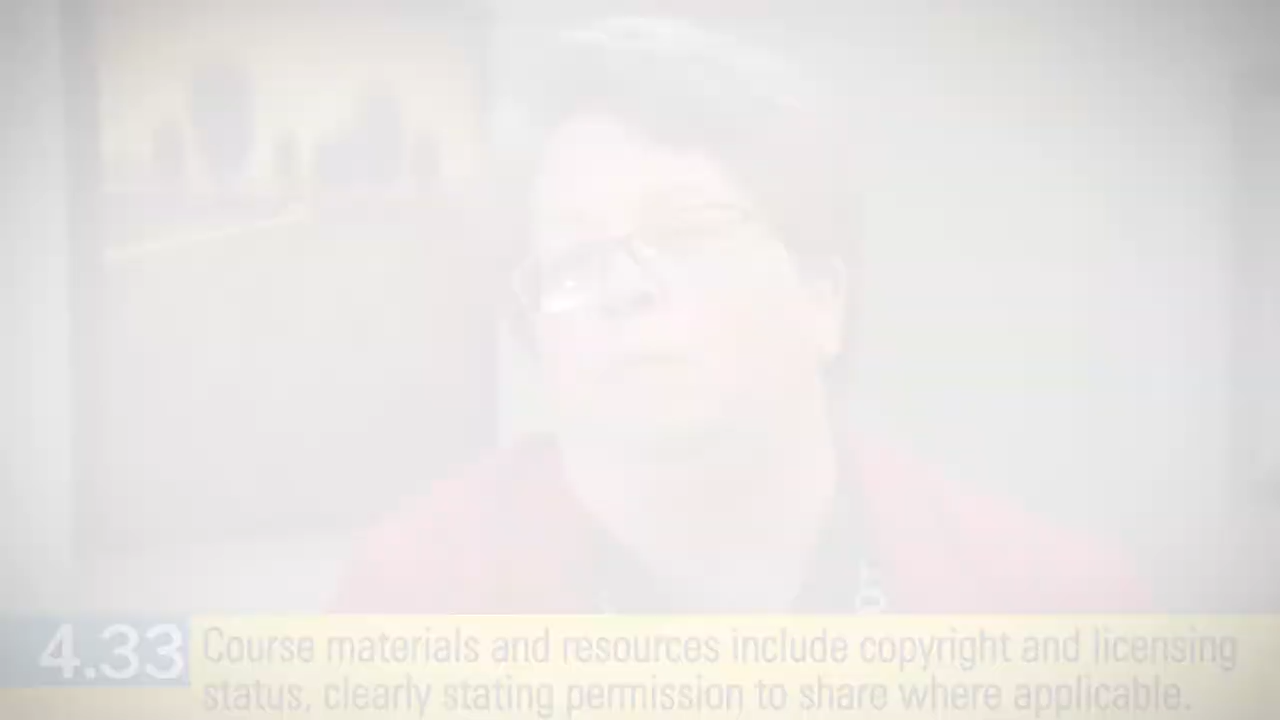 4.33 Course materials and resources include copyright and licensing
status, clearly stating permission to share where applicable.